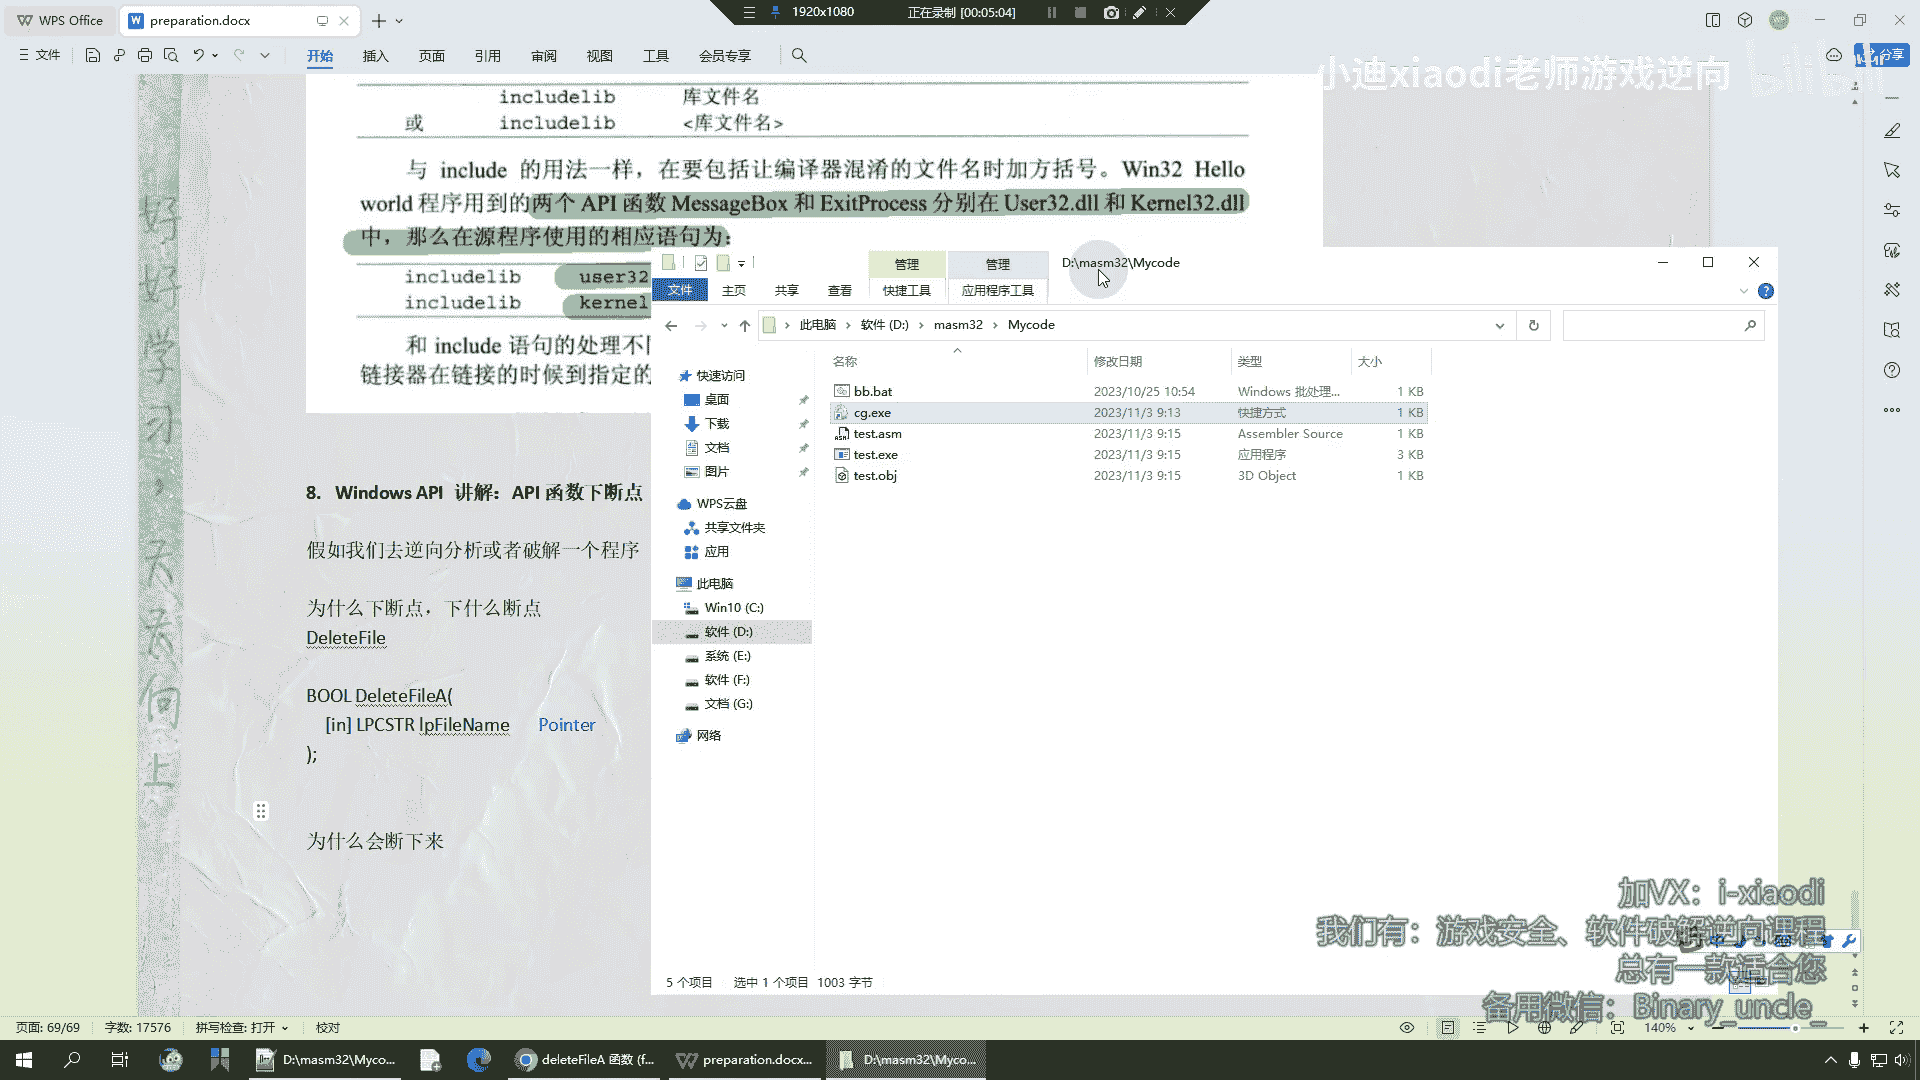 WPS Office
preparation.docx
1920x1080
正在录制 [00:05:04]
文件
开始
插入
页面
引用
审阅
视图
工具
会员专享
分享
小迪xiaodi老师游戏逆向
bilibili
includelib 库文件名
或 includelib <库文件名>
与 include 的用法一样，在要包括让编译器混淆的文件名时加方括号。Win32 Hello
world 程序用到的两个 API 函数 MessageBox 和 ExitProcess 分别在 User32.dll 和 Kernel32.dll
中，那么在源程序使用的相应语句为：
includelib user32
includelib kernel
和 include 语句的处理不
链接器在链接的时候到指定的
好好学习，天天向上
8. Windows API 讲解：API 函数下断点
假如我们去逆向分析或者破解一个程序
为什么下断点，下什么断点
DeleteFile
BOOL DeleteFileA(
[in] LPCSTR lpFileName Pointer
);
为什么会断下来
管理
管理
D:\masm32\Mycode
文件
主页
共享
查看
快捷工具
应用程序工具
此电脑
软件 (D:)
masm32
Mycode
名称
修改日期
类型
大小
bb.bat 2023/10/25 10:54 Windows 批处理... 1 KB
cg.exe 2023/11/3 9:13 快捷方式 1 KB
test.asm 2023/11/3 9:15 Assembler Source 1 KB
test.exe 2023/11/3 9:15 应用程序 3 KB
test.obj 2023/11/3 9:15 3D Object 1 KB
快速访问
桌面
下载
文档
图片
WPS云盘
共享文件夹
应用
此电脑
Win10 (C:)
软件 (D:)
系统 (E:)
软件 (F:)
文档 (G:)
网络
5 个项目
选中 1 个项目 1003 字节
加VX：i-xiaodi
我们有：游戏安全、软件破解逆向课程
总有一款适合您
备用微信：Binary_uncle_
页面: 69/69
字数: 17576
拼写检查: 打开
校对
140%
D:\masm32\Myco...
deleteFileA 函数 (f...
preparation.docx...
D:\masm32\Myco...